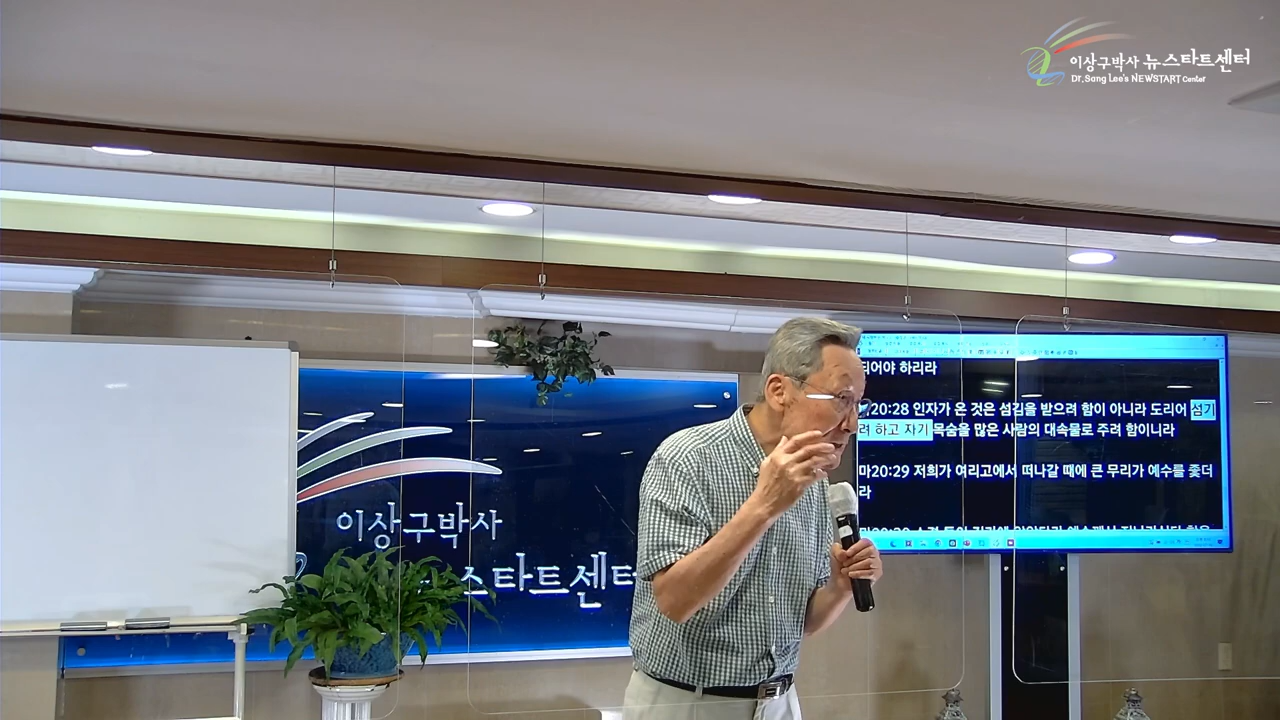 이상구박사 뉴스타트센터
Dr. Sang Lee's NEWSTART Center
되어야 하리라
20:28 인자가 온 것은 섬김을 받으려 함이 아니라 도리어 섬기
려 하고 자기 목숨을 많은 사람의 대속물로 주려 함이니라
마20:29 저희가 여리고에서 떠나갈 때에 큰 무리가 예수를 좇더
라
이상구박사
스타트센터